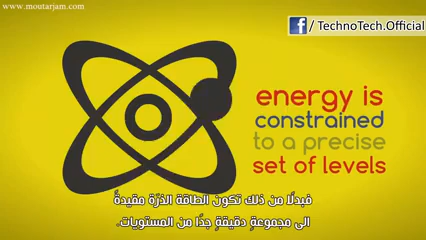 www.moutarjam.com
f /TechnoTech.Official
energy is
constrained
to a precise
set of levels
فبدلًا من ذلك تكون الطاقة الذرّة مقيدةً
الى مجموعةٍ دقيقةٍ جدًا من المستويات.